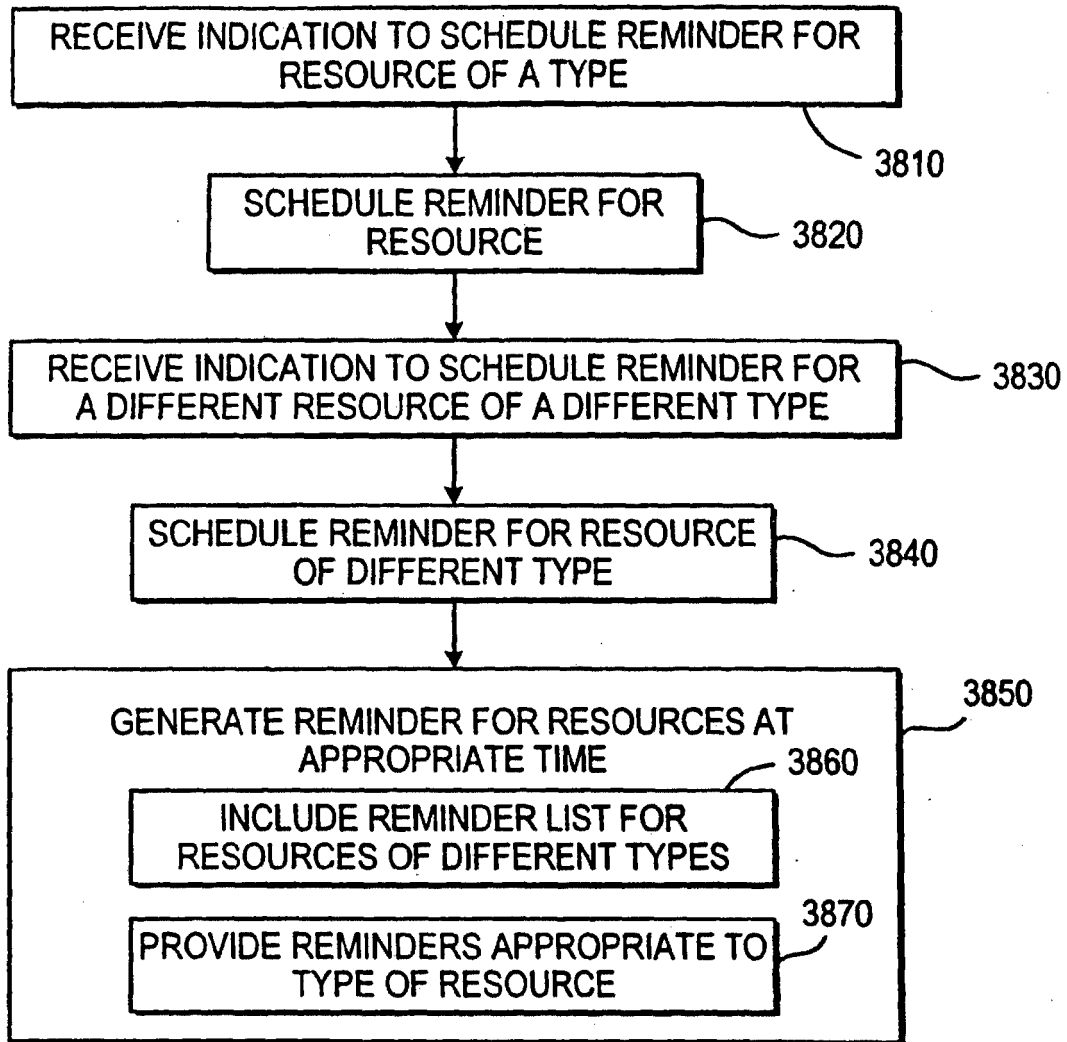 RECEIVE INDICATION TO SCHEDULE REMINDER FOR
RESOURCE OF A TYPE
3810
SCHEDULE REMINDER FOR
RESOURCE
3820
RECEIVE INDICATION TO SCHEDULE REMINDER FOR
A DIFFERENT RESOURCE OF A DIFFERENT TYPE
3830
SCHEDULE REMINDER FOR RESOURCE
OF DIFFERENT TYPE
3840
3850
GENERATE REMINDER FOR RESOURCES AT
APPROPRIATE TIME
3860
INCLUDE REMINDER LIST FOR
RESOURCES OF DIFFERENT TYPES
3870
PROVIDE REMINDERS APPROPRIATE TO
TYPE OF RESOURCE